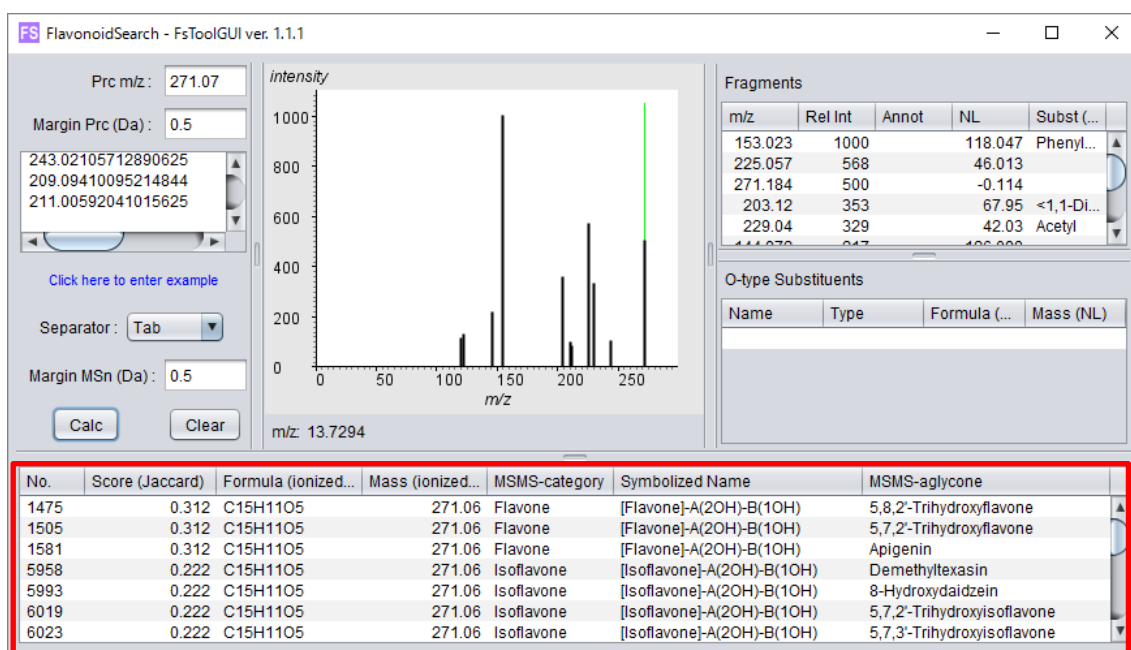 FS FlavonoidSearch - FsToolGUI ver. 1.1.1
Prc m/z : 271.07
Margin Prc (Da) : 0.5
243.02105712890625
209.09410095214844
211.00592041015625
Click here to enter example
Separator : Tab
Margin MSn (Da) : 0.5
Calc Clear
intensity
1000
800
600
400
200
0
0 50 100 150 200 250
m/z
m/z: 13.7294
Fragments
m/z Rel Int Annot NL Subst (...
153.023 1000 118.047 Phenyl...
225.057 568 46.013
271.184 500 -0.114
203.12 353 67.95 <1,1-Di...
229.04 329 42.03 Acetyl
O-type Substituents
Name Type Formula (... Mass (NL)
No. Score (Jaccard) Formula (ionized... Mass (ionized... MSMS-category Symbolized Name MSMS-aglycone
1475 0.312 C15H11O5 271.06 Flavone [Flavone]-A(2OH)-B(1OH) 5,8,2'-Trihydroxyflavone
1505 0.312 C15H11O5 271.06 Flavone [Flavone]-A(2OH)-B(1OH) 5,7,2'-Trihydroxyflavone
1581 0.312 C15H11O5 271.06 Flavone [Flavone]-A(2OH)-B(1OH) Apigenin
5958 0.222 C15H11O5 271.06 Isoflavone [Isoflavone]-A(2OH)-B(1OH) Demethyltexasin
5993 0.222 C15H11O5 271.06 Isoflavone [Isoflavone]-A(2OH)-B(1OH) 8-Hydroxydaidzein
6019 0.222 C15H11O5 271.06 Isoflavone [Isoflavone]-A(2OH)-B(1OH) 5,7,2'-Trihydroxyisoflavone
6023 0.222 C15H11O5 271.06 Isoflavone [Isoflavone]-A(2OH)-B(1OH) 5,7,3'-Trihydroxyisoflavone